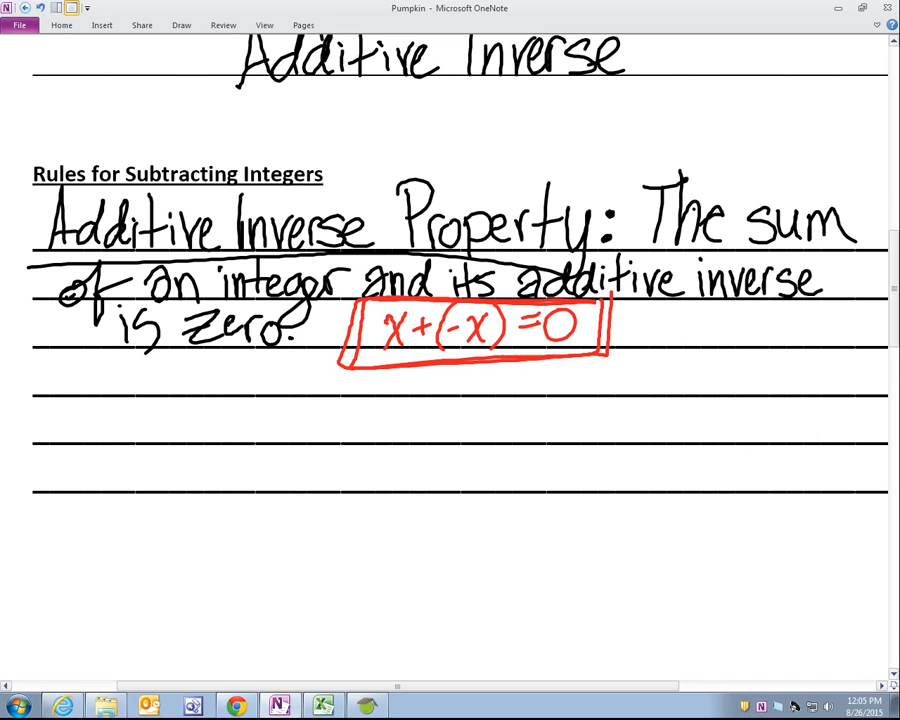 Pumpkin - Microsoft OneNote
File Home Insert Share Draw Review View Pages
Additive Inverse
Rules for Subtracting Integers
Additive Inverse Property: The sum
of an integer and its additive inverse
is zero.
x+(-x)=0
12:05 PM
8/26/2015